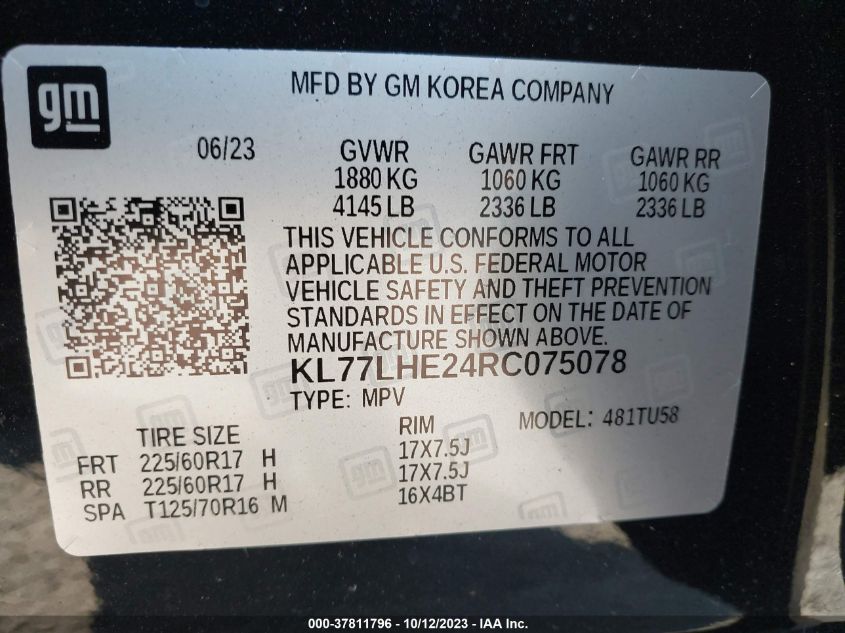 gm
MFD BY GM KOREA COMPANY
06/23 GVWR GAWR FRT GAWR RR
1880 KG 1060 KG 1060 KG
4145 LB 2336 LB 2336 LB
THIS VEHICLE CONFORMS TO ALL
APPLICABLE U.S. FEDERAL MOTOR
VEHICLE SAFETY AND THEFT PREVENTION
STANDARDS IN EFFECT ON THE DATE OF
MANUFACTURE SHOWN ABOVE.
KL77LHE24RC075078
TYPE: MPV MODEL: 481TU58
TIRE SIZE RIM
FRT 225/60R17 H 17X7.5J
RR 225/60R17 H 17X7.5J
SPA T125/70R16 M 16X4BT
000-37811796 - 10/12/2023 - IAA Inc.